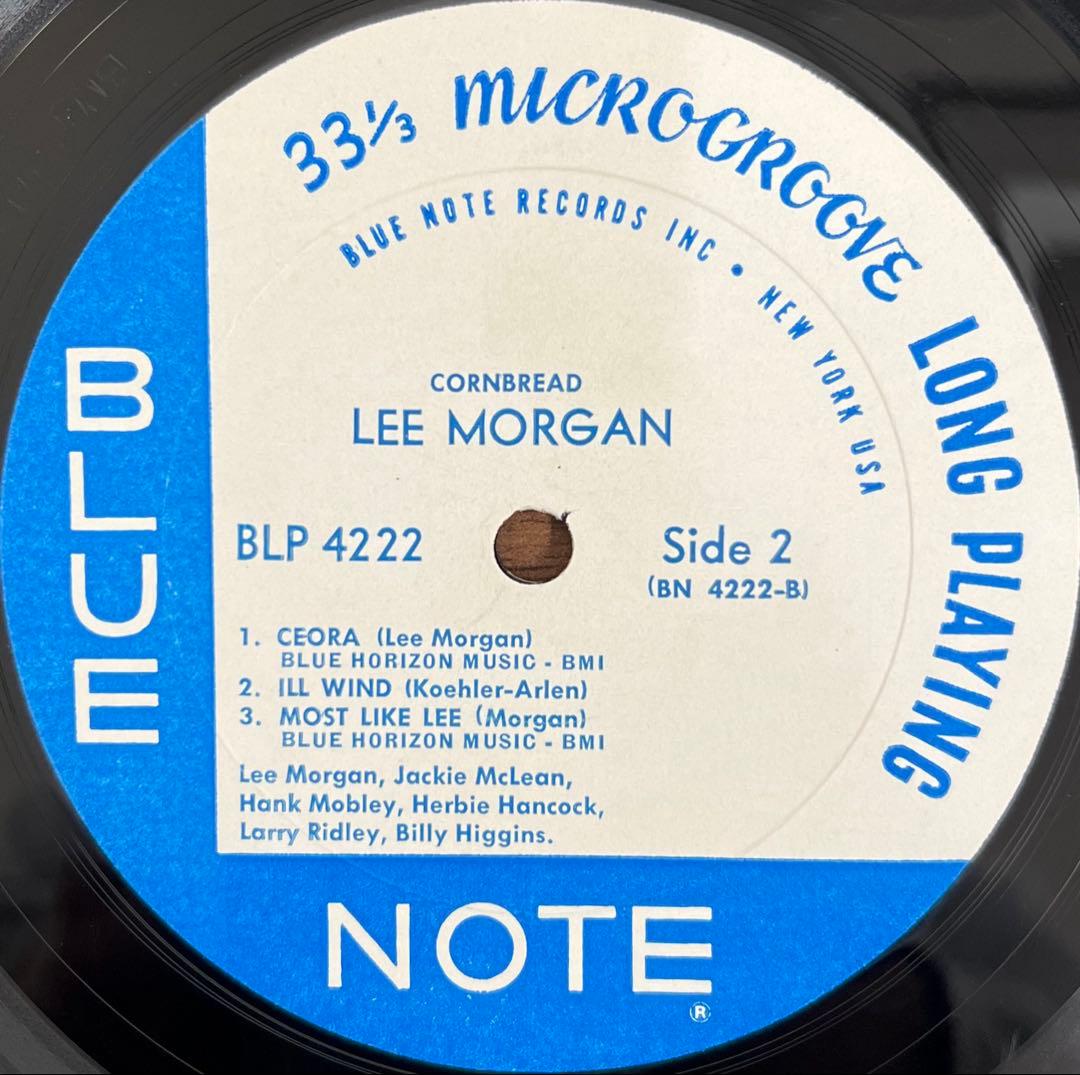 33⅓ MICROGROOVE LONG PLAYING
BLUE NOTE RECORDS INC • NEW YORK USA
CORNBREAD
LEE MORGAN
BLP 4222
Side 2
(BN 4222-B)
1. CEORA (Lee Morgan)
BLUE HORIZON MUSIC - BMI
2. ILL WIND (Koehler-Arlen)
3. MOST LIKE LEE (Morgan)
BLUE HORIZON MUSIC - BMI
Lee Morgan, Jackie McLean,
Hank Mobley, Herbie Hancock,
Larry Ridley, Billy Higgins.
BLUE
NOTE
®